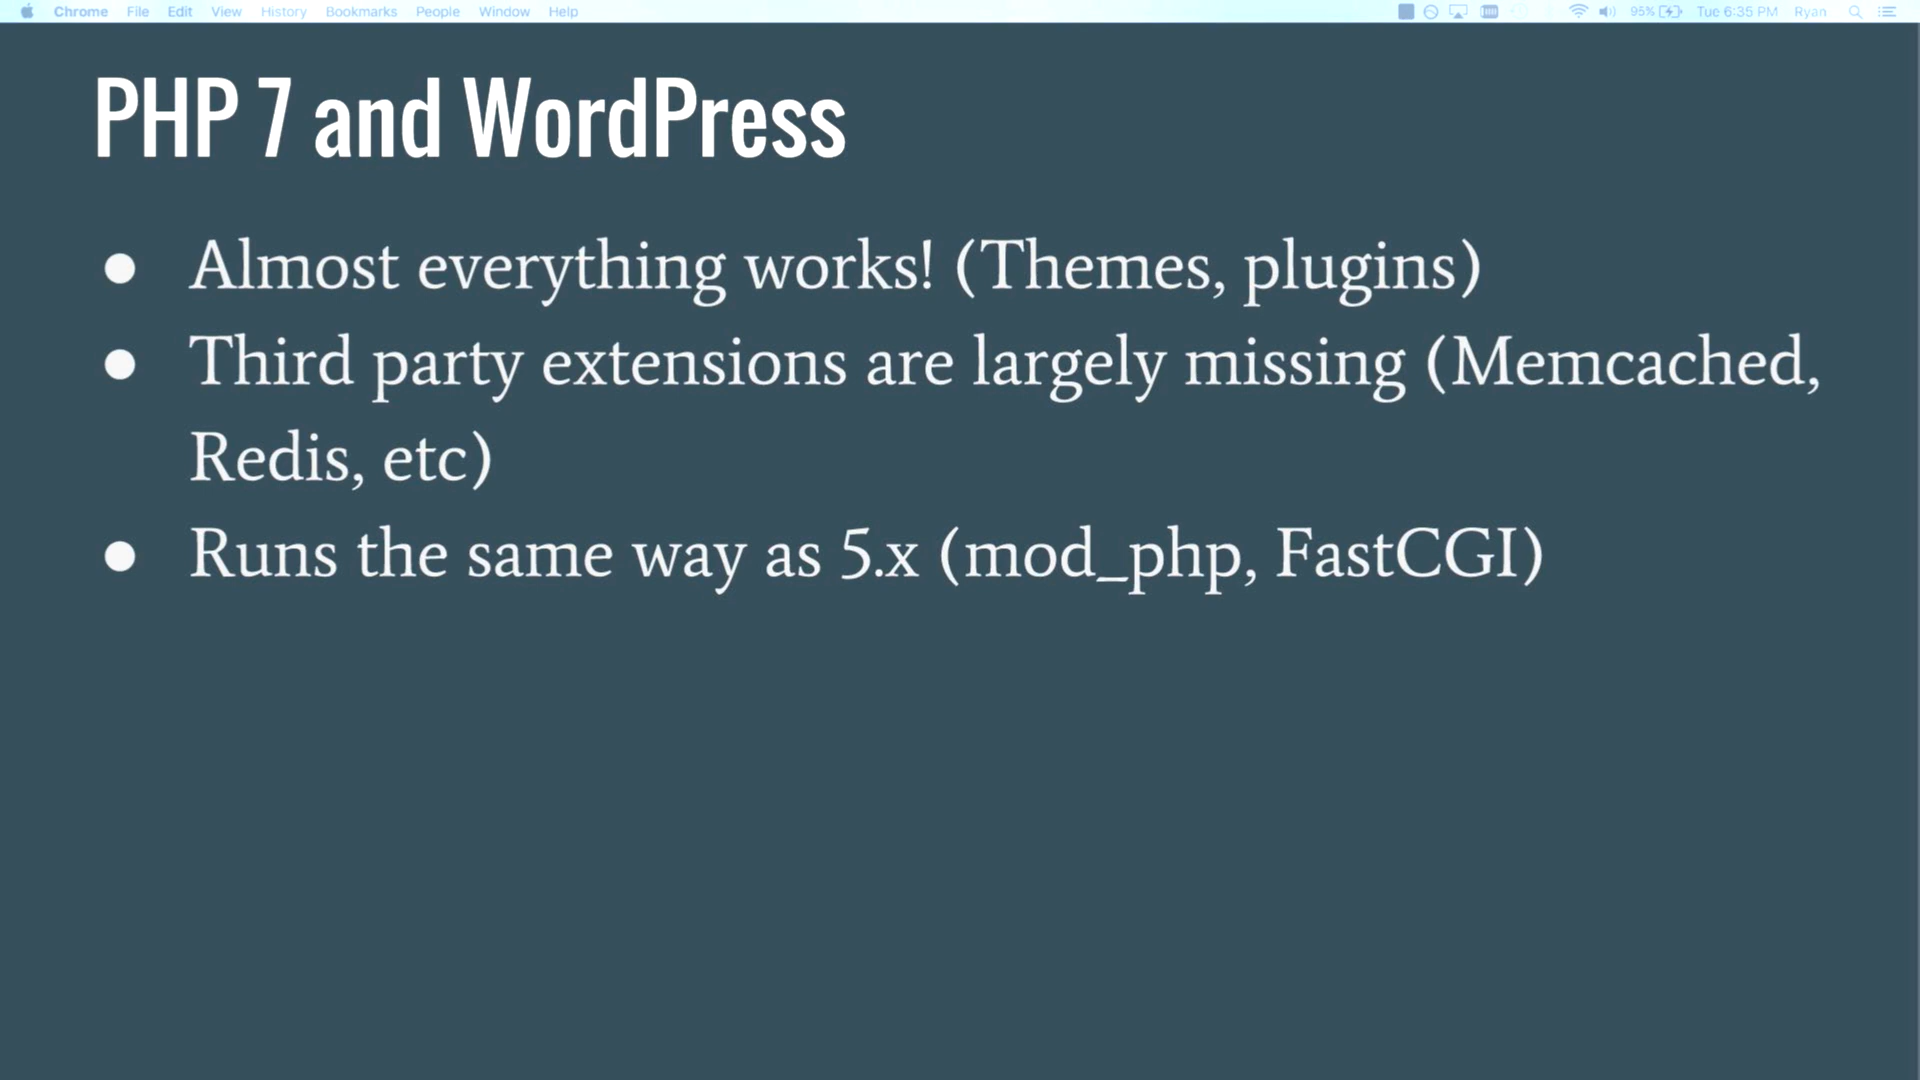 Chrome File Edit View History Bookmarks People Window Help 95% Tue 6:35 PM Ryan
PHP 7 and WordPress
● Almost everything works! (Themes, plugins)
● Third party extensions are largely missing (Memcached,
Redis, etc)
● Runs the same way as 5.x (mod_php, FastCGI)